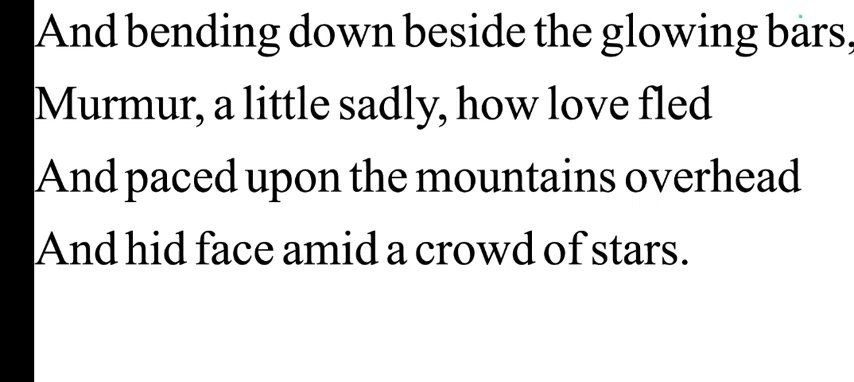 And bending down beside the glowing bars,
Murmur, a little sadly, how love fled
And paced upon the mountains overhead
And hid face amid a crowd of stars.